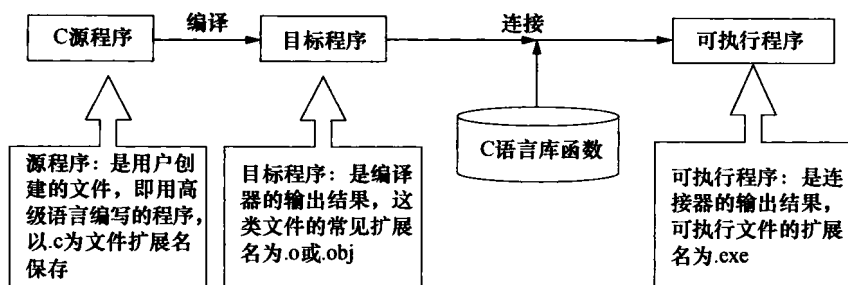 C源程序
编译
目标程序
连接
可执行程序
C语言库函数
源程序：是用户创
建的文件，即用高
级语言编写的程序，
以.c为文件扩展名
保存
目标程序：是编译
器的输出结果，这
类文件的常见扩展
名为.o或.obj
可执行程序：是连
接器的输出结果，
可执行文件的扩展
名为.exe